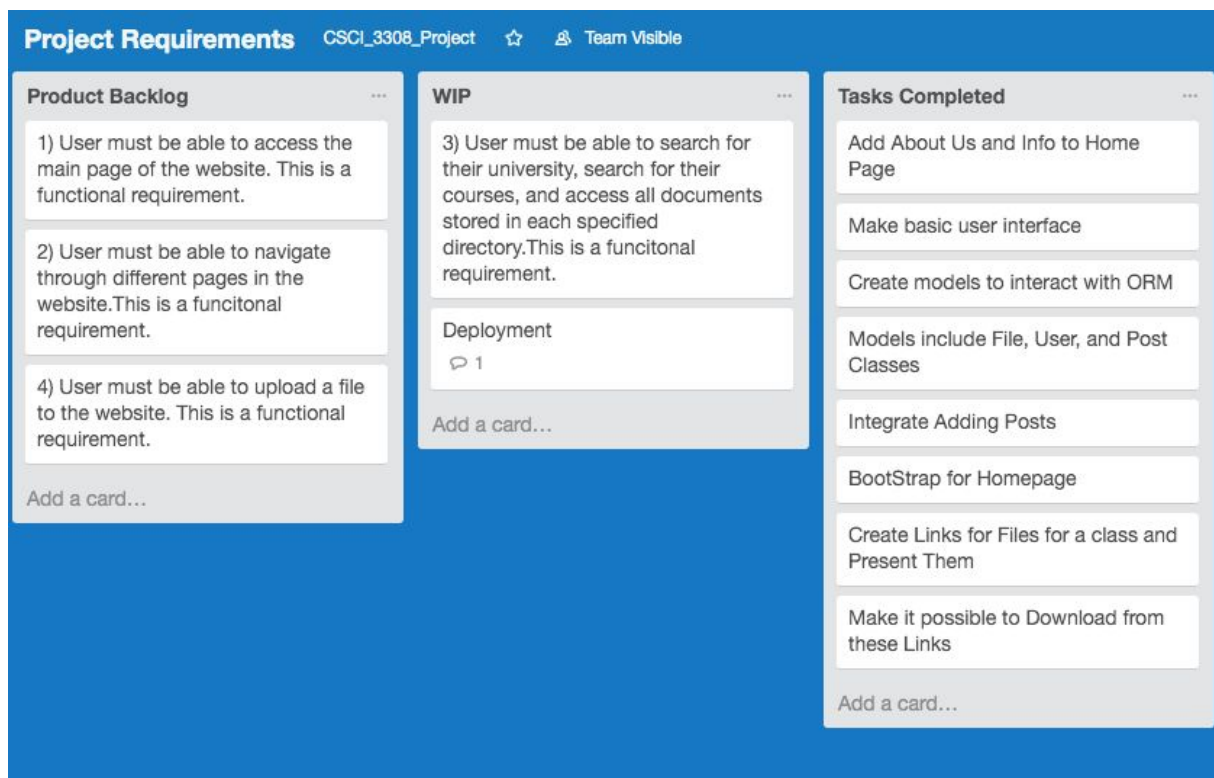 Project Requirements CSCI_3308_Project Team Visible
Product Backlog
1) User must be able to access the
main page of the website. This is a
functional requirement.
2) User must be able to navigate
through different pages in the
website.This is a funcitonal
requirement.
4) User must be able to upload a file
to the website. This is a functional
requirement.
Add a card...
WIP
3) User must be able to search for
their university, search for their
courses, and access all documents
stored in each specified
directory.This is a funcitonal
requirement.
Deployment
1
Add a card...
Tasks Completed
Add About Us and Info to Home
Page
Make basic user interface
Create models to interact with ORM
Models include File, User, and Post
Classes
Integrate Adding Posts
BootStrap for Homepage
Create Links for Files for a class and
Present Them
Make it possible to Download from
these Links
Add a card...